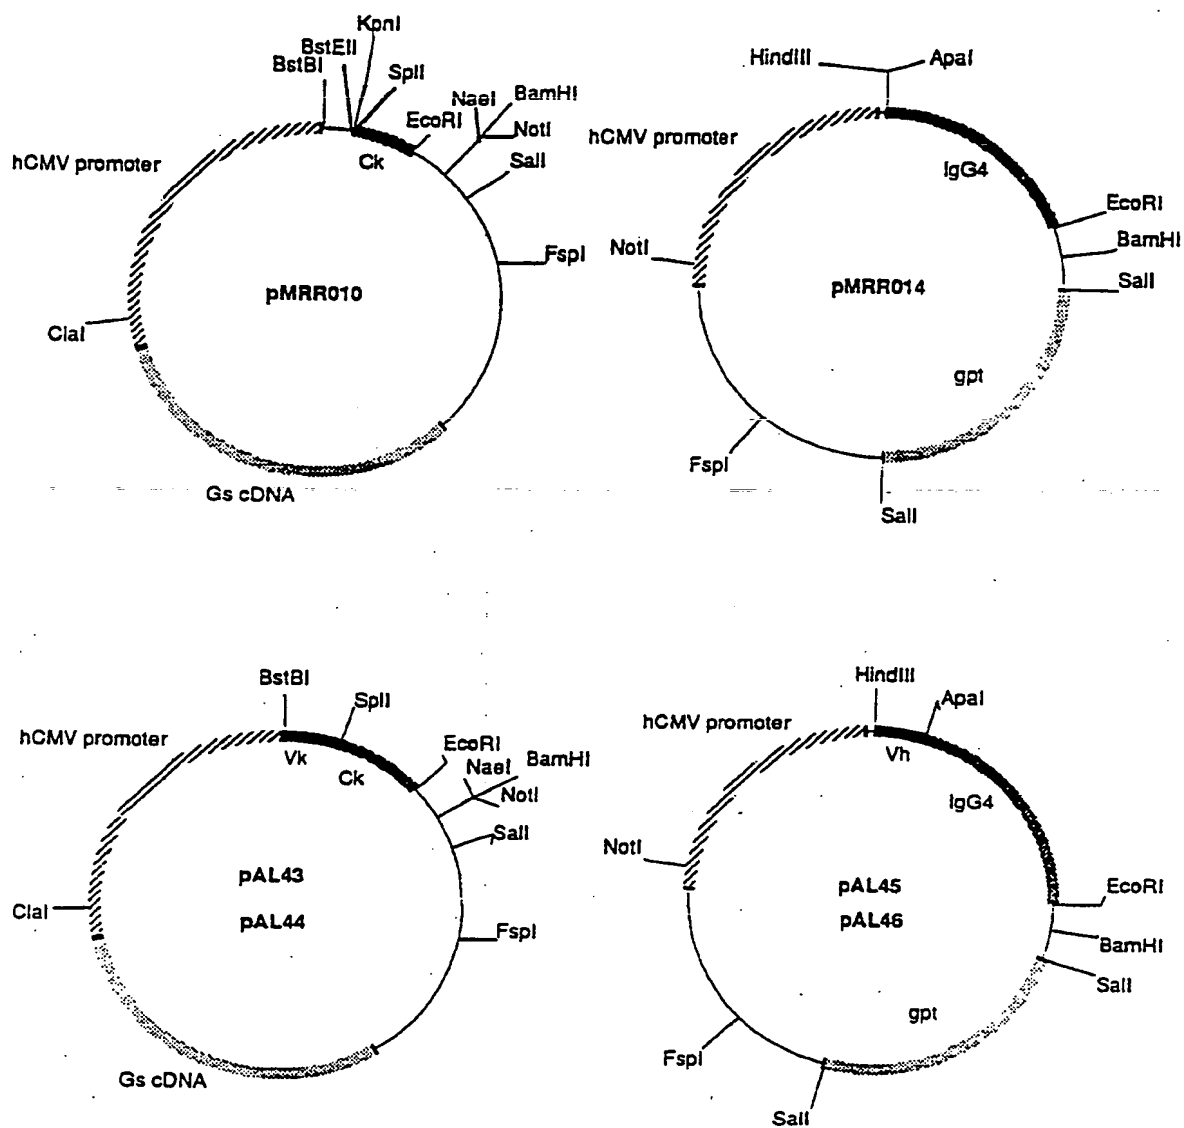 KpnI
BstEII
BstBI
SplI
NaeI
BamHI
EcoRI
NotI
hCMV promoter
Ck
SalI
FspI
pMRR010
ClaI
Gs cDNA
HindIII
ApaI
hCMV promoter
IgG4
EcoRI
NotI
BamHI
pMRR014
SalI
gpt
FspI
SalI
BstBI
SplI
hCMV promoter
Vk
Ck
EcoRI
NaeI
BamHI
NotI
SalI
pAL43
ClaI
pAL44
FspI
Gs cDNA
HindIII
ApaI
hCMV promoter
Vh
IgG4
NotI
pAL45
EcoRI
pAL46
BamHI
SalI
gpt
FspI
SalI